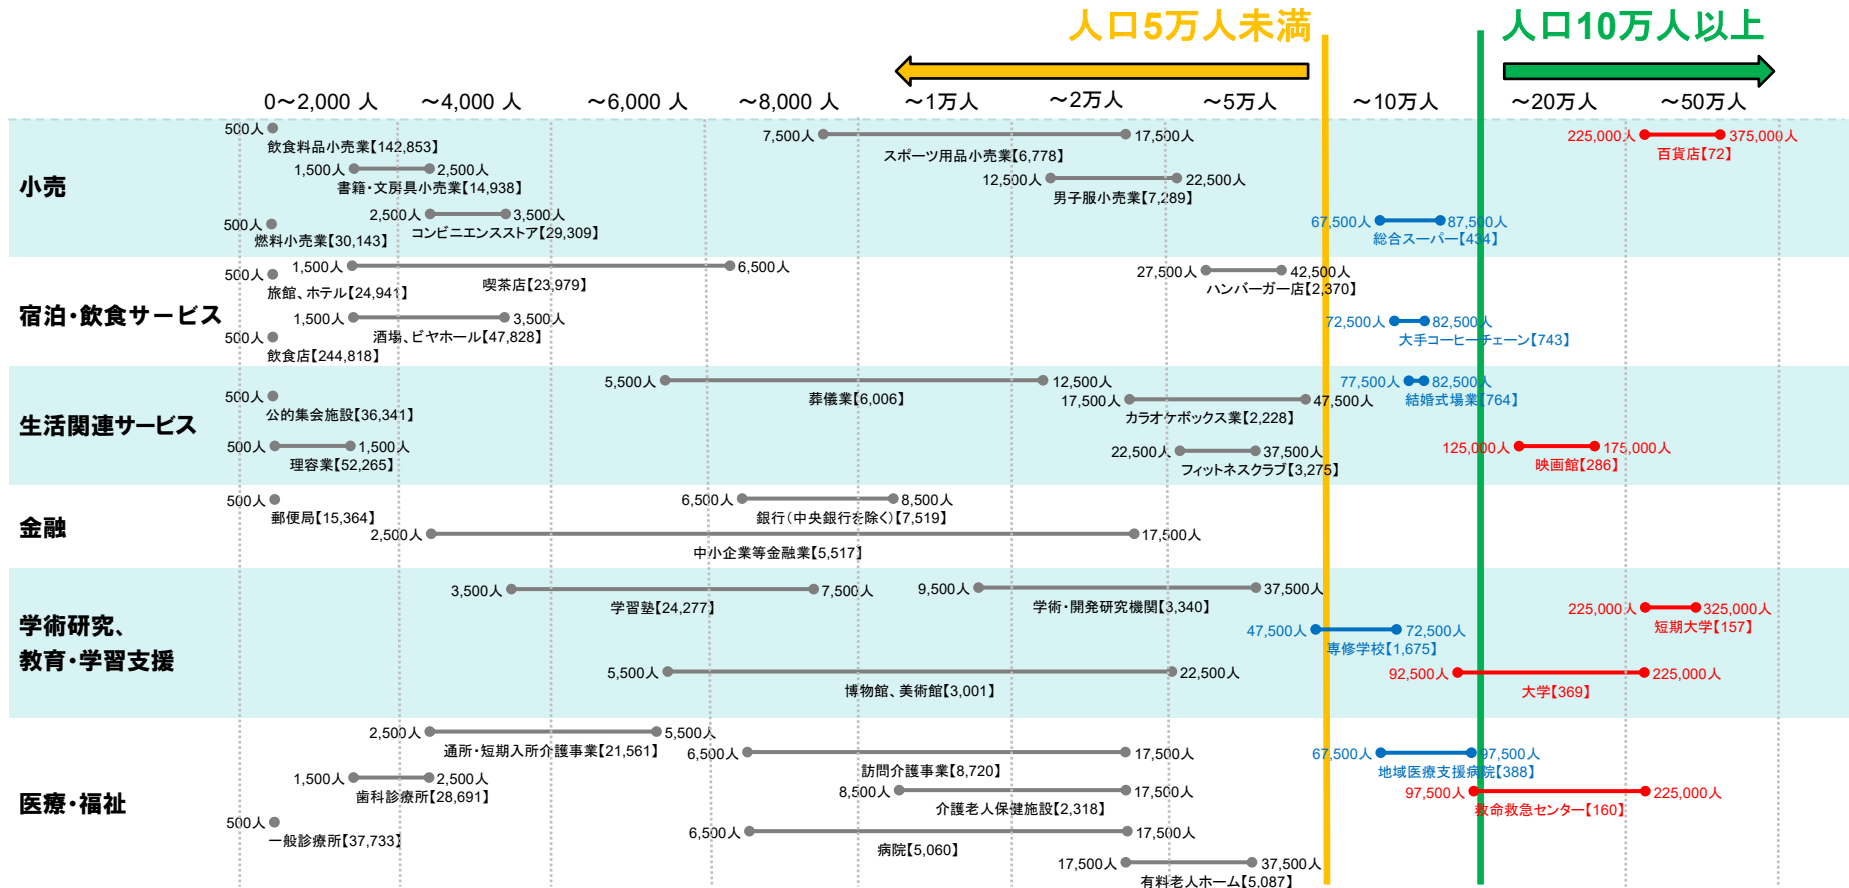 人口5万人未満
人口10万人以上
0～2,000 人 ～4,000 人 ～6,000 人 ～8,000 人 ～1万人 ～2万人 ～5万人 ～10万人 ～20万人 ～50万人
小売
500人
飲食料品小売業【142,853】
7,500人 17,500人
スポーツ用品小売業【6,778】
225,000人 375,000人
百貨店【72】
1,500人 2,500人
書籍・文房具小売業【14,938】
12,500人 22,500人
男子服小売業【7,289】
2,500人 3,500人
コンビニエンスストア【29,309】
500人
燃料小売業【30,143】
67,500人 87,500人
総合スーパー【434】
宿泊・飲食サービス
500人
旅館、ホテル【24,941】
1,500人 6,500人
喫茶店【23,979】
27,500人 42,500人
ハンバーガー店【2,370】
1,500人 3,500人
酒場、ビヤホール【47,828】
72,500人 82,500人
大手コーヒーチェーン【743】
500人
飲食店【244,818】
生活関連サービス
500人
公的集会施設【36,341】
5,500人 12,500人
葬儀業【6,006】
17,500人 47,500人
カラオケボックス業【2,228】
77,500人 82,500人
結婚式場業【764】
500人 1,500人
理容業【52,265】
22,500人 37,500人
フィットネスクラブ【3,275】
125,000人 175,000人
映画館【286】
金融
500人
郵便局【15,364】
6,500人 8,500人
銀行（中央銀行を除く）【7,519】
2,500人 17,500人
中小企業等金融業【5,517】
学術研究、
教育・学習支援
3,500人 7,500人
学習塾【24,277】
9,500人 37,500人
学術・開発研究機関【3,340】
225,000人 325,000人
短期大学【157】
47,500人 72,500人
専修学校【1,675】
5,500人 22,500人
博物館、美術館【3,001】
92,500人 225,000人
大学【369】
医療・福祉
2,500人 5,500人
通所・短期入所介護事業【21,561】
6,500人 17,500人
訪問介護事業【8,720】
67,500人 97,500人
地域医療支援病院【388】
1,500人 2,500人
歯科診療所【28,691】
8,500人 17,500人
介護老人保健施設【2,318】
97,500人 225,000人
救命救急センター【160】
500人
一般診療所【37,733】
6,500人 17,500人
病院【5,060】
17,500人 37,500人
有料老人ホーム【5,087】